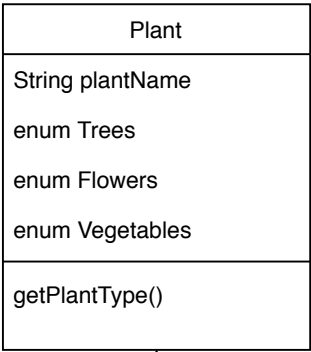 Plant
String plantName
enum Trees
enum Flowers
enum Vegetables
getPlantType()